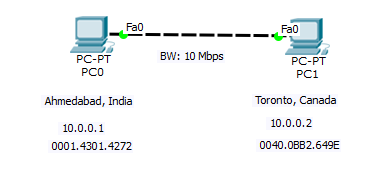 Fa0
Fa0
PC-PT
PC0
BW: 10 Mbps
PC-PT
PC1
Ahmedabad, India
Toronto, Canada
10.0.0.1
10.0.0.2
0001.4301.4272
0040.0BB2.649E